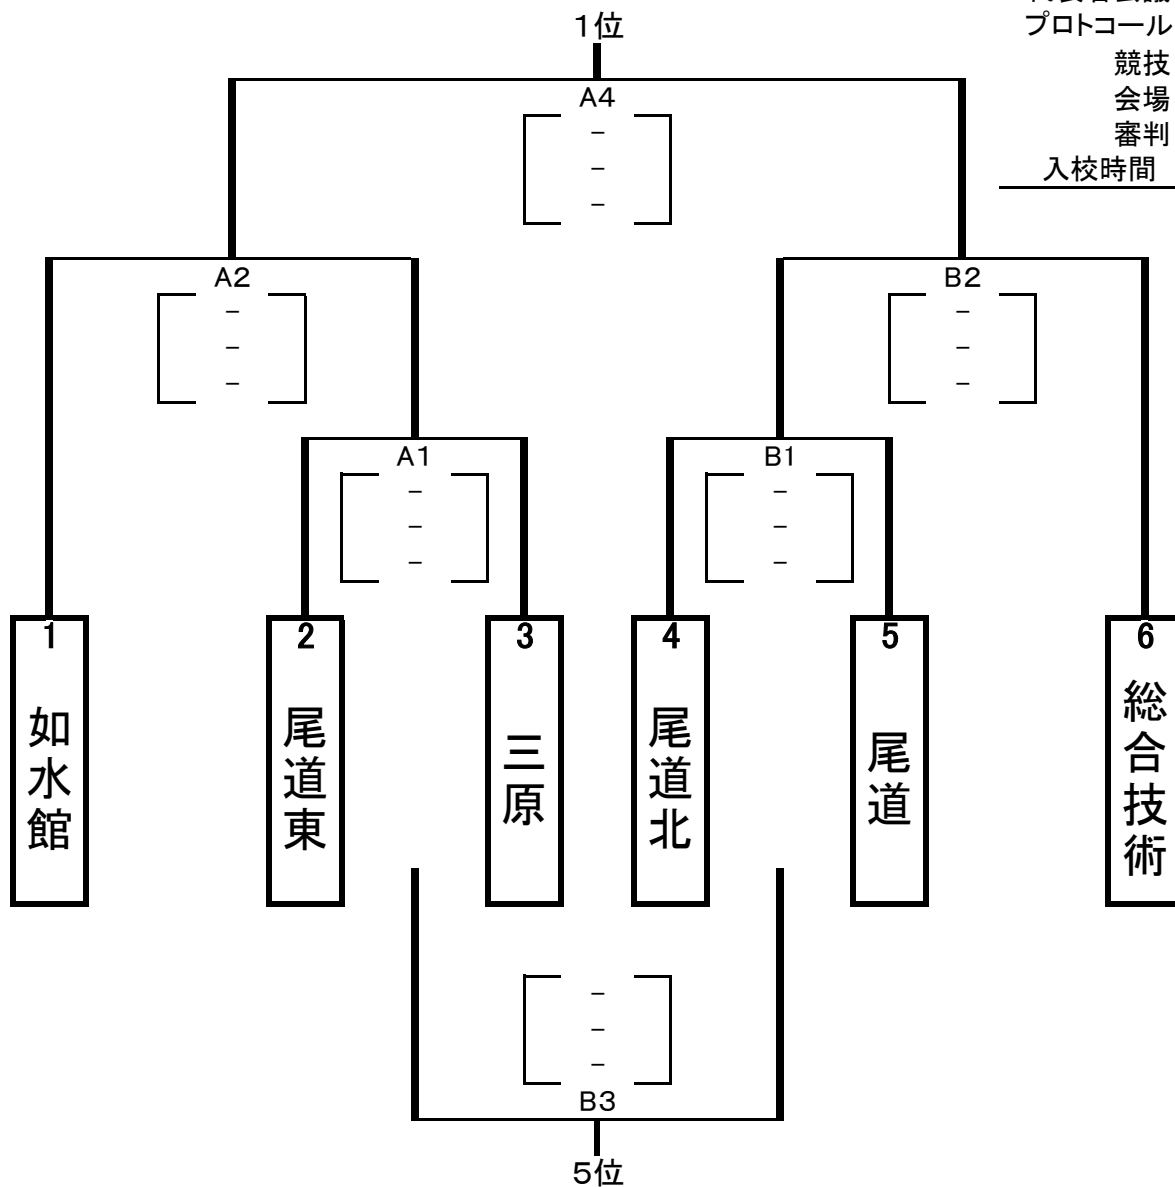 1位
プロトコール
競技
会場
審判
入校時間
A4
-
-
-
A2
-
-
-
B2
-
-
-
A1
-
-
-
B1
-
-
-
1
如水館
2
尾道東
3
三原
4
尾道北
5
尾道
6
総合技術
-
-
-
B3
5位